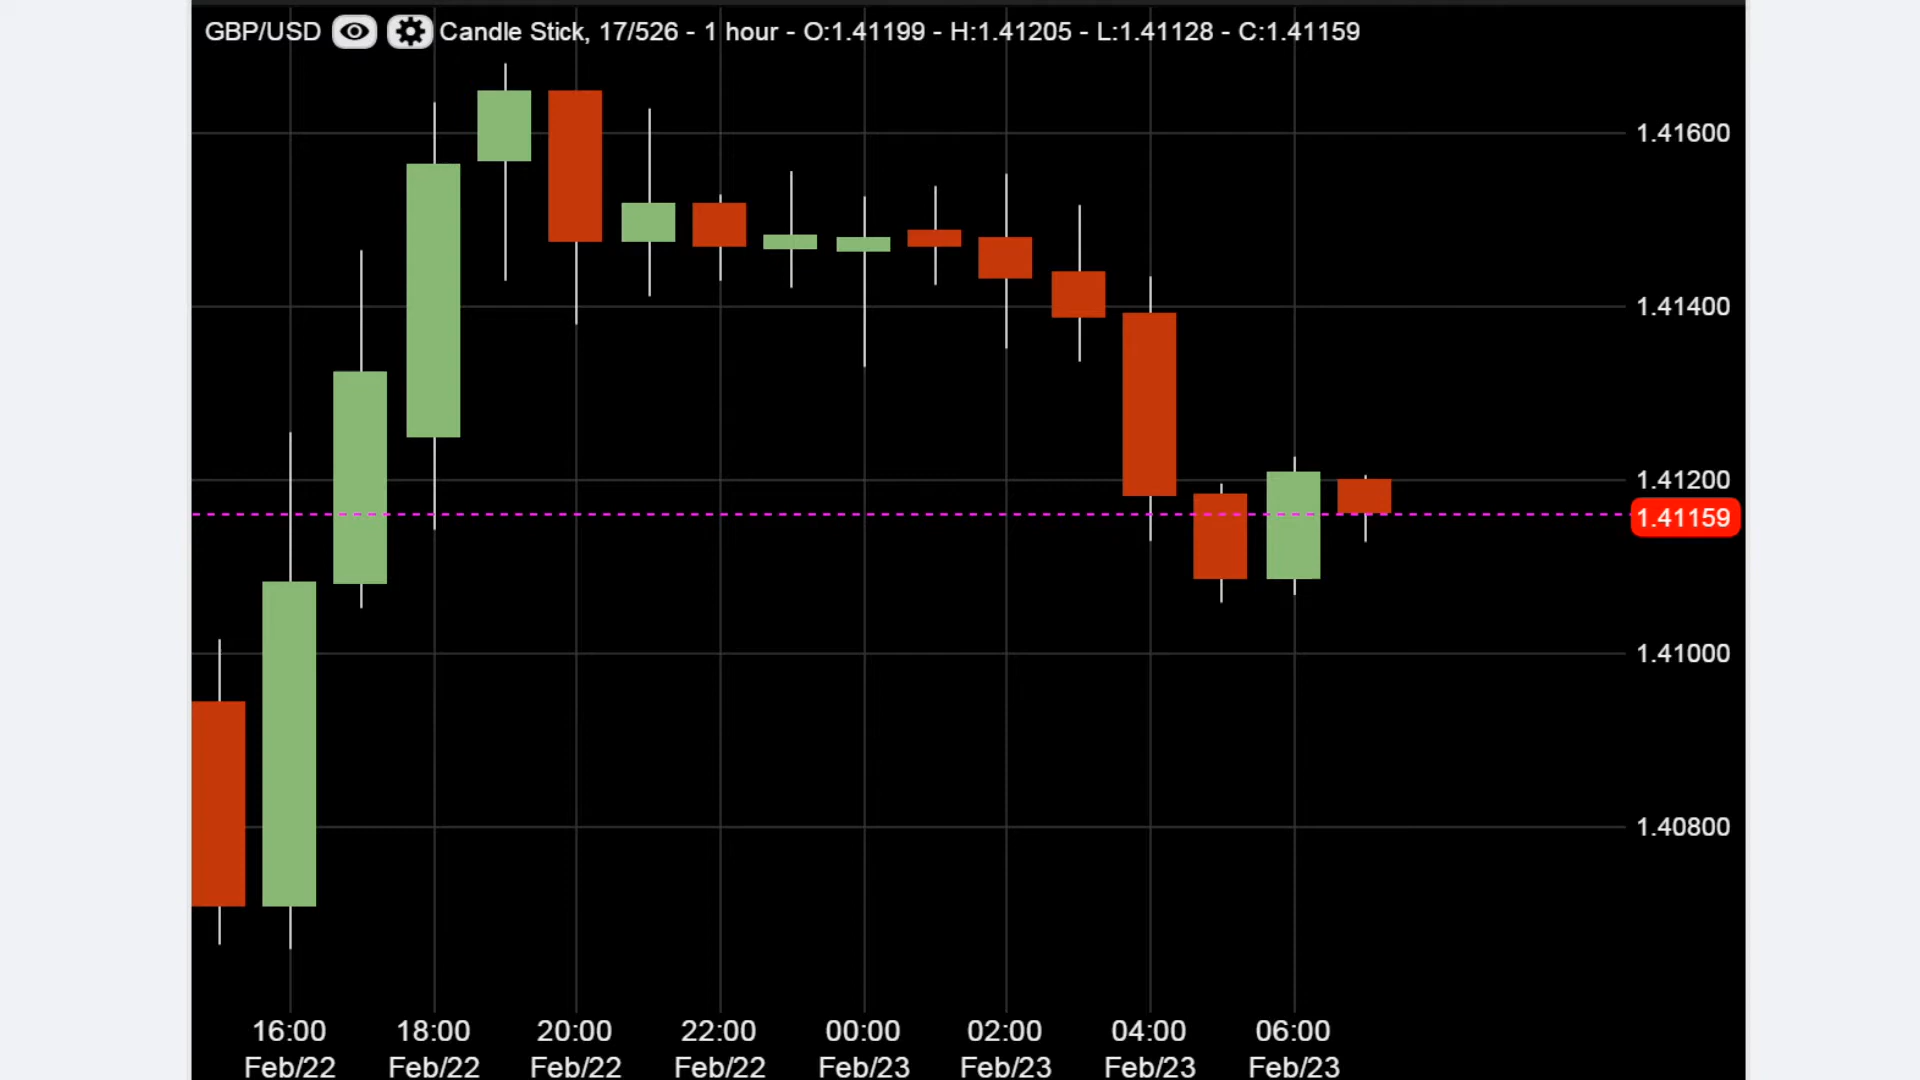 GBP/USD Candle Stick, 17/526 - 1 hour - O:1.41199 - H:1.41205 - L:1.41128 - C:1.41159
1.41600
1.41400
1.41200
1.41159
1.41000
1.40800
16:00 18:00 20:00 22:00 00:00 02:00 04:00 06:00
Feb/22 Feb/22 Feb/22 Feb/22 Feb/23 Feb/23 Feb/23 Feb/23